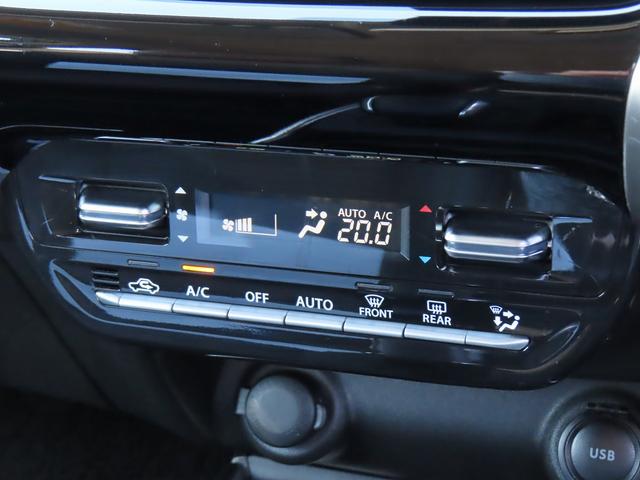 AUTO A/C
20.0
A/C OFF AUTO FRONT REAR
USB